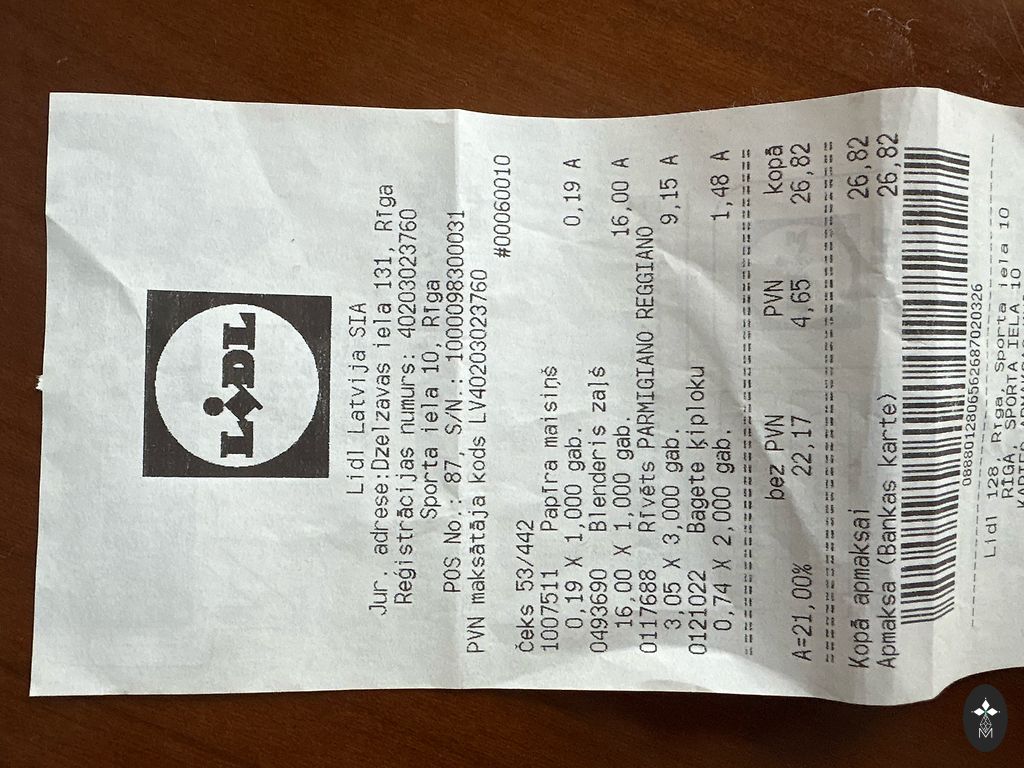 LIDL
Lidl Latvija SIA
Jur. adrese:Dzelzavas iela 131, Rīga
Reģistrācijas numurs: 40203023760
Sporta iela 10, Rīga
POS No.: 87, S/N.: 1000098300031
PVN maksātāja kods LV40203023760
#00060010
Čeks 53/442
1007511 Papīra maisiņš
0,19 X 1,000 gab. 0,19 A
0493690 Blenderis zaļš
16,00 X 1,000 gab. 16,00 A
0117688 Rīvēts PARMIGIANO REGGIANO
3,05 X 3,000 gab. 9,15 A
0121022 Bagete ķiploku
0,74 X 2,000 gab. 1,48 A
bez PVN PVN kopā
A=21,00% 22,17 4,65 26,82
Kopā apmaksai 26,82
Apmaksa (Bankas karte) 26,82
0888012806562687020326
Lidl 128, Rīga, Sporta iela 10
RĪGA, SPORTA IELA 10